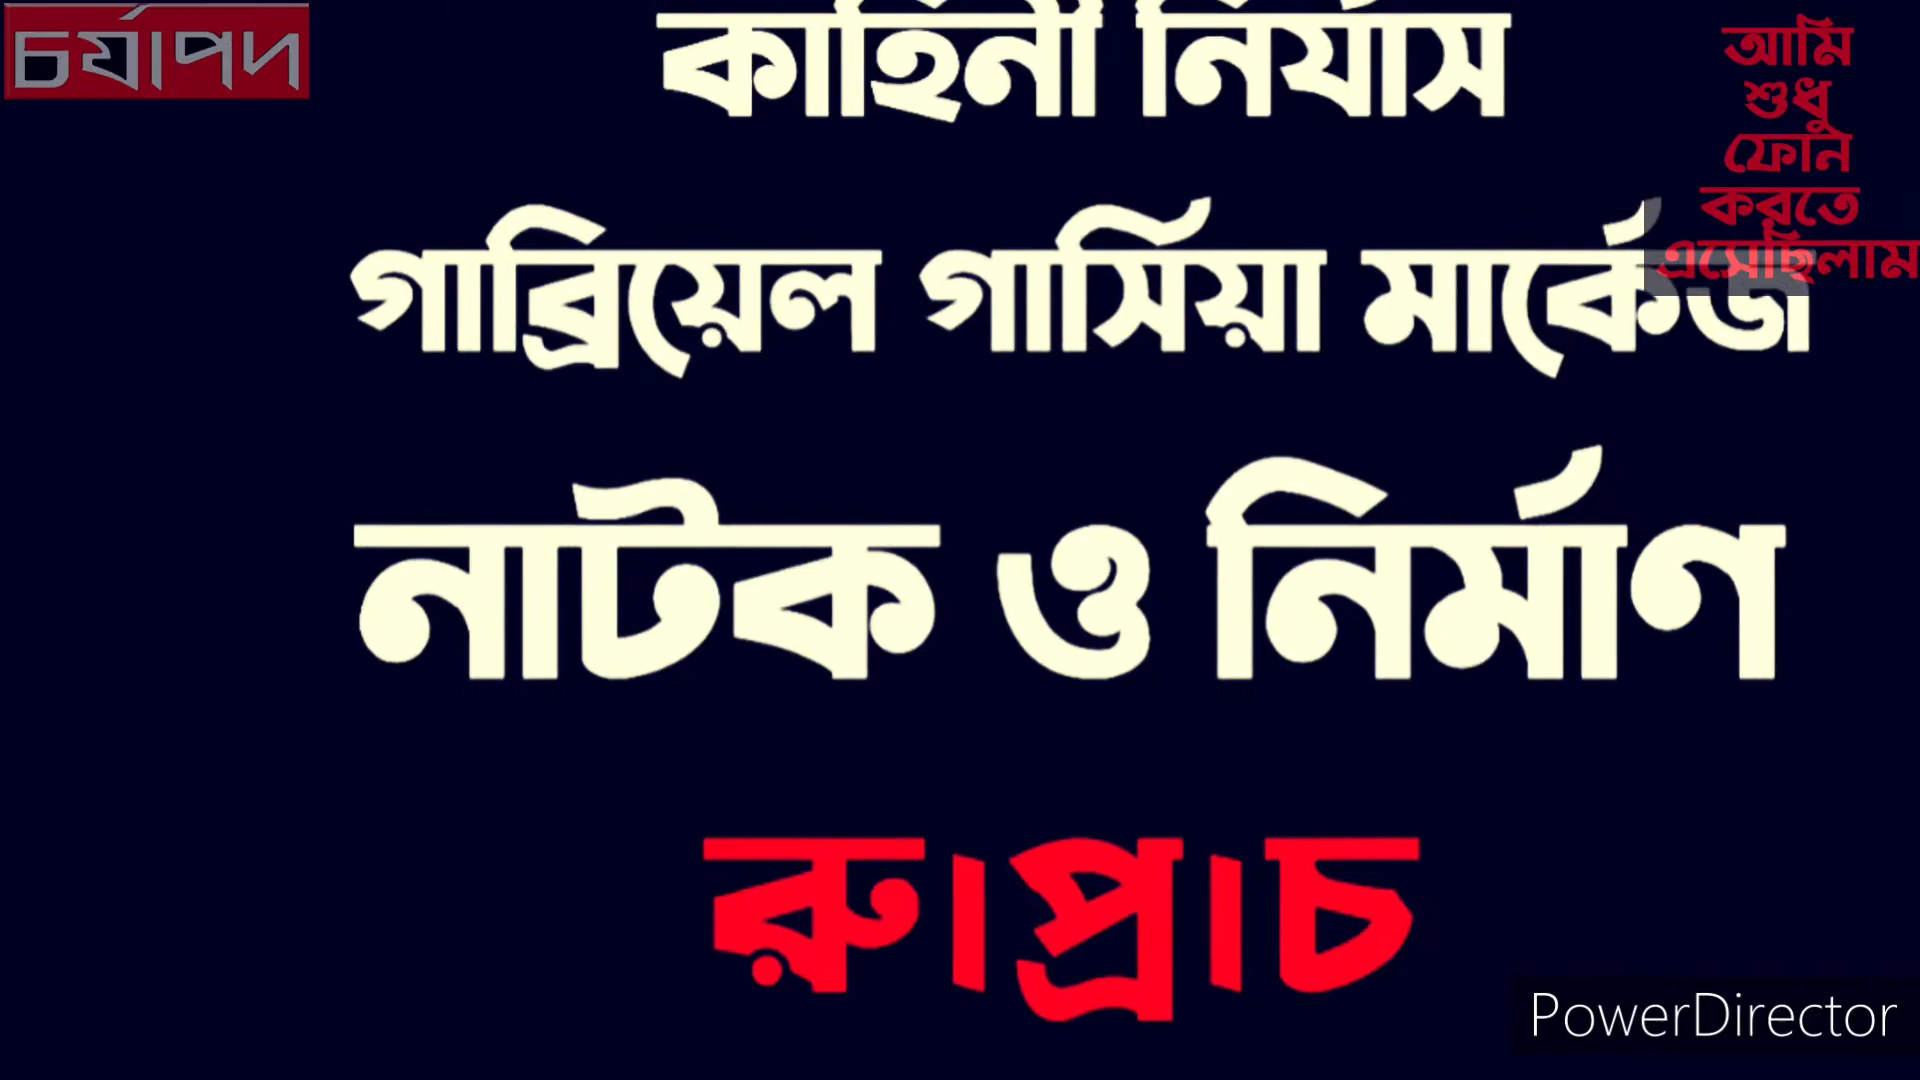 চর্যাপদ
কাহিনী নির্যাস
গাব্রিয়েল গার্সিয়া মার্কেজ
নাটক ও নির্মাণ
রু।প্র।চ
আমি
শুধু
ফোন
করতে
এসেছিলাম
PowerDirector